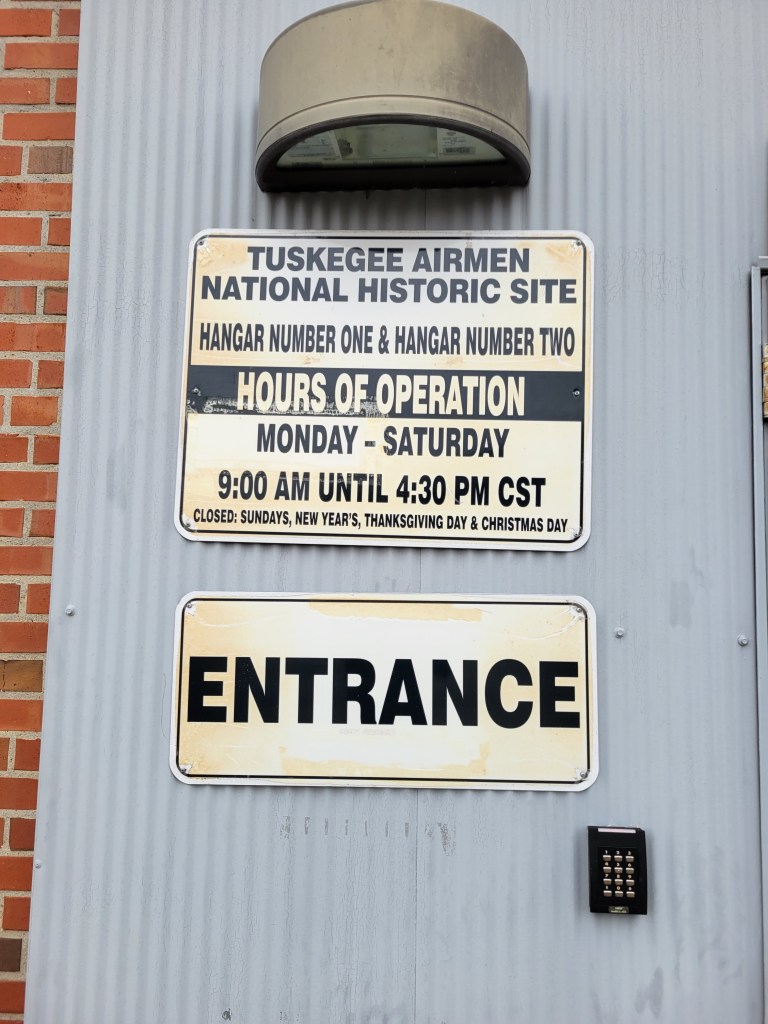 TUSKEGEE AIRMEN
NATIONAL HISTORIC SITE
HANGAR NUMBER ONE & HANGAR NUMBER TWO
HOURS OF OPERATION
MONDAY - SATURDAY
9:00 AM UNTIL 4:30 PM CST
CLOSED: SUNDAYS, NEW YEAR'S, THANKSGIVING DAY & CHRISTMAS DAY
ENTRANCE